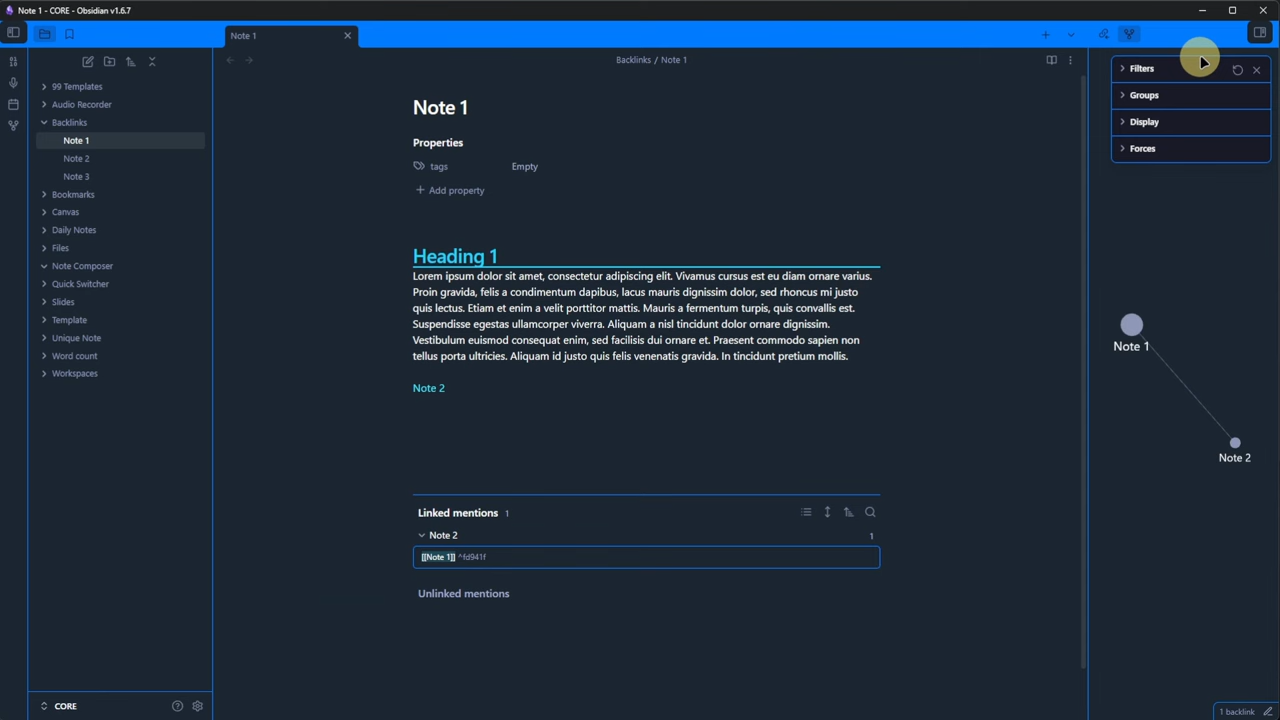 Note 1 - CORE - Obsidian v1.6.7
Note 1
Backlinks / Note 1
99 Templates
Audio Recorder
Backlinks
Note 1
Note 2
Note 3
Bookmarks
Canvas
Daily Notes
Files
Note Composer
Quick Switcher
Slides
Template
Unique Note
Word count
Workspaces
CORE
Note 1
Properties
tags Empty
Add property
Heading 1
Lorem ipsum dolor sit amet, consectetur adipiscing elit. Vivamus cursus est eu diam ornare varius.
Proin gravida, felis a condimentum dapibus, lacus mauris dignissim dolor, sed rhoncus mi justo
quis lectus. Etiam et enim a velit porttitor mattis. Mauris a fermentum turpis, quis convallis est.
Suspendisse egestas ullamcorper viverra. Aliquam a nisl tincidunt dolor ornare dignissim.
Vestibulum euismod consequat enim, sed facilisis dui ornare et. Praesent commodo sapien non
tellus porta ultricies. Aliquam id justo quis felis venenatis gravida. In tincidunt pretium mollis.
Note 2
Linked mentions 1
Note 2 1
[[Note 1]] ^fd941f
Unlinked mentions
Filters
Groups
Display
Forces
Note 1
Note 2
1 backlink